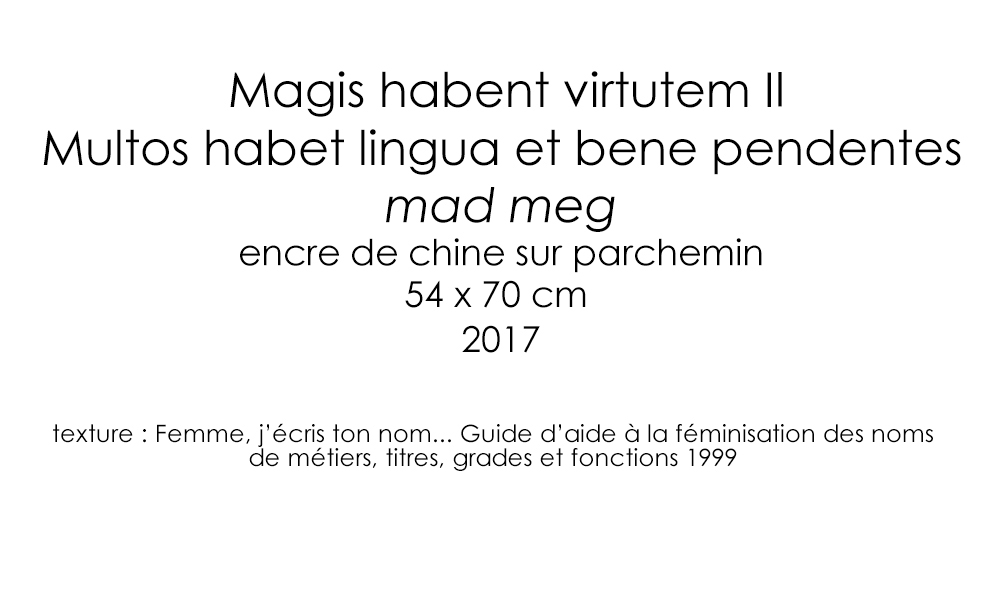 Magis habent virtutem II
Multos habet lingua et bene pendentes
mad meg
encre de chine sur parchemin
54 x 70 cm
2017
texture : Femme, j'écris ton nom... Guide d'aide à la féminisation des noms
de métiers, titres, grades et fonctions 1999